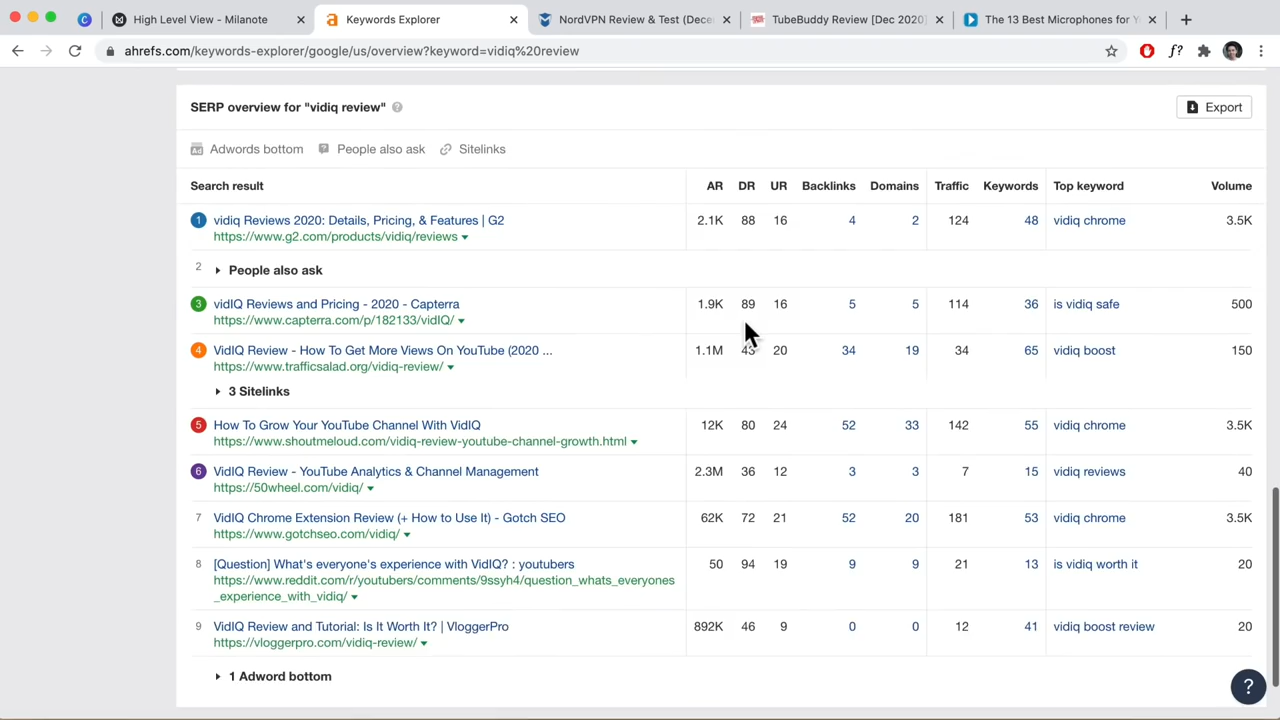 High Level View - Milanote
Keywords Explorer
NordVPN Review & Test (Dece
TubeBuddy Review [Dec 2020]
The 13 Best Microphones for Y
ahrefs.com/keywords-explorer/google/us/overview?keyword=vidiq%20review
f?
SERP overview for "vidiq review" ?
Export
Ad Adwords bottom People also ask Sitelinks
Search result AR DR UR Backlinks Domains Traffic Keywords Top keyword Volume
1 vidiq Reviews 2020: Details, Pricing, & Features | G2 2.1K 88 16 4 2 124 48 vidiq chrome 3.5K
https://www.g2.com/products/vidiq/reviews
2 People also ask
3 vidIQ Reviews and Pricing - 2020 - Capterra 1.9K 89 16 5 5 114 36 is vidiq safe 500
https://www.capterra.com/p/182133/vidIQ/
4 VidIQ Review - How To Get More Views On YouTube (2020 ... 1.1M 43 20 34 19 34 65 vidiq boost 150
https://www.trafficsalad.org/vidiq-review/
3 Sitelinks
5 How To Grow Your YouTube Channel With VidIQ 12K 80 24 52 33 142 55 vidiq chrome 3.5K
https://www.shoutmeloud.com/vidiq-review-youtube-channel-growth.html
6 VidIQ Review - YouTube Analytics & Channel Management 2.3M 36 12 3 3 7 15 vidiq reviews 40
https://50wheel.com/vidiq/
7 VidIQ Chrome Extension Review (+ How to Use It) - Gotch SEO 62K 72 21 52 20 181 53 vidiq chrome 3.5K
https://www.gotchseo.com/vidiq/
8 [Question] What's everyone's experience with VidIQ? : youtubers 50 94 19 9 9 21 13 is vidiq worth it 20
https://www.reddit.com/r/youtubers/comments/9ssyh4/question_whats_everyones
_experience_with_vidiq/
9 VidIQ Review and Tutorial: Is It Worth It? | VloggerPro 892K 46 9 0 0 12 41 vidiq boost review 20
https://vloggerpro.com/vidiq-review/
1 Adword bottom
?